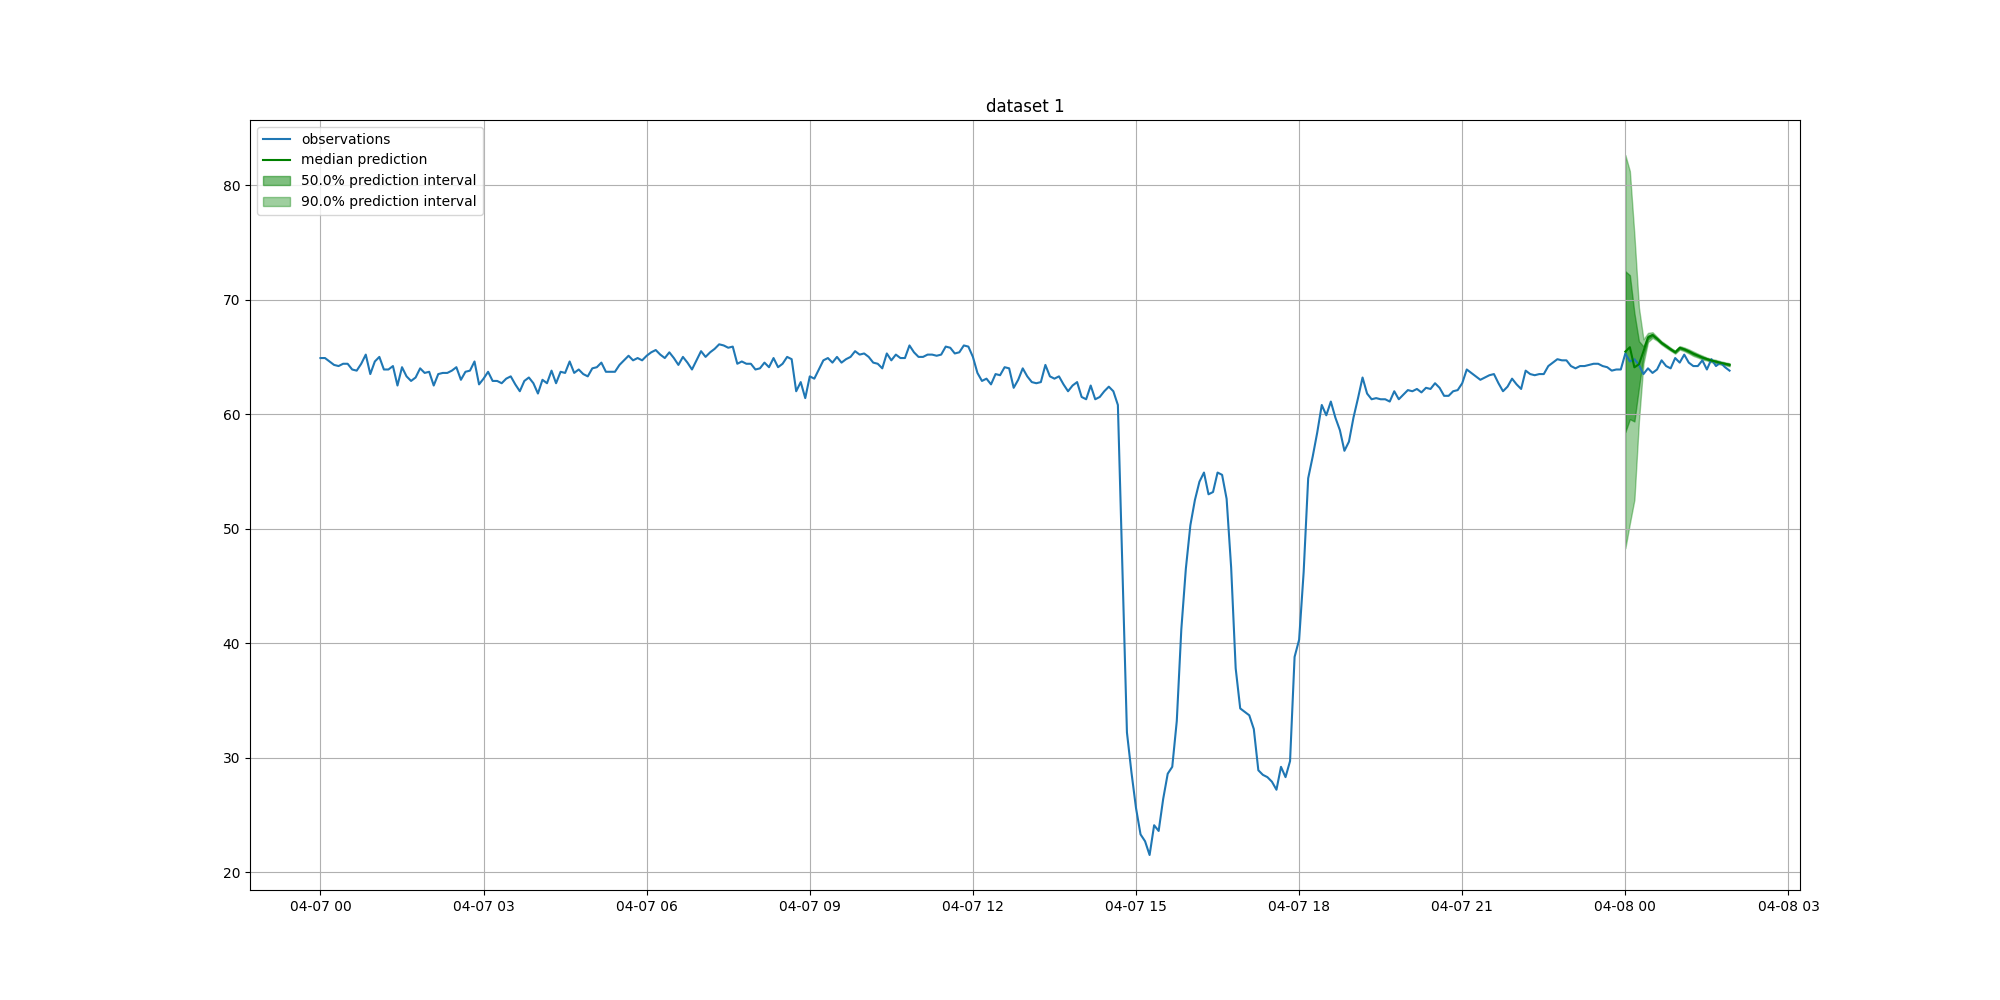 dataset 1
observations
median prediction
50.0% prediction interval
90.0% prediction interval
80
70
60
50
40
30
20
04-07 00 04-07 03 04-07 06 04-07 09 04-07 12 04-07 15 04-07 18 04-07 21 04-08 00 04-08 03